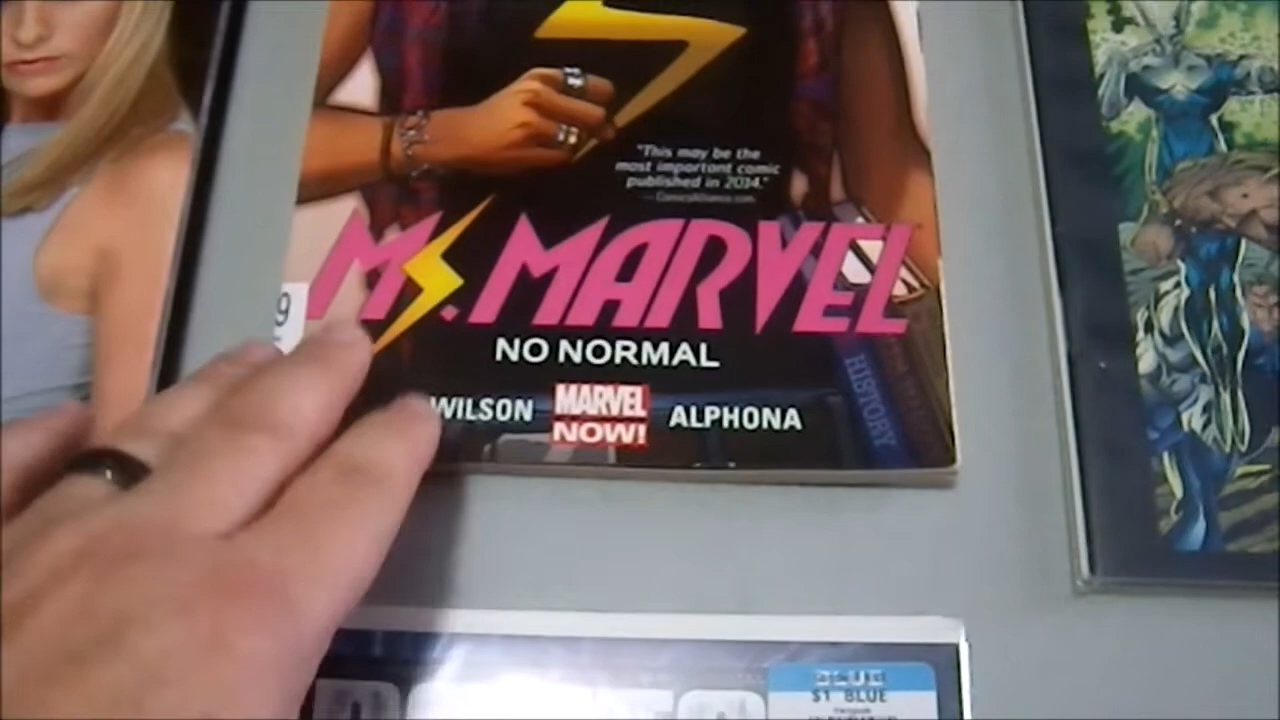 "This may be the
most important comic
published in 2014."
—ComicsAlliance.com
MS. MARVEL
9
NO NORMAL
WILSON
MARVEL
NOW!
ALPHONA
HISTORY
BLUE
$1 BLUE